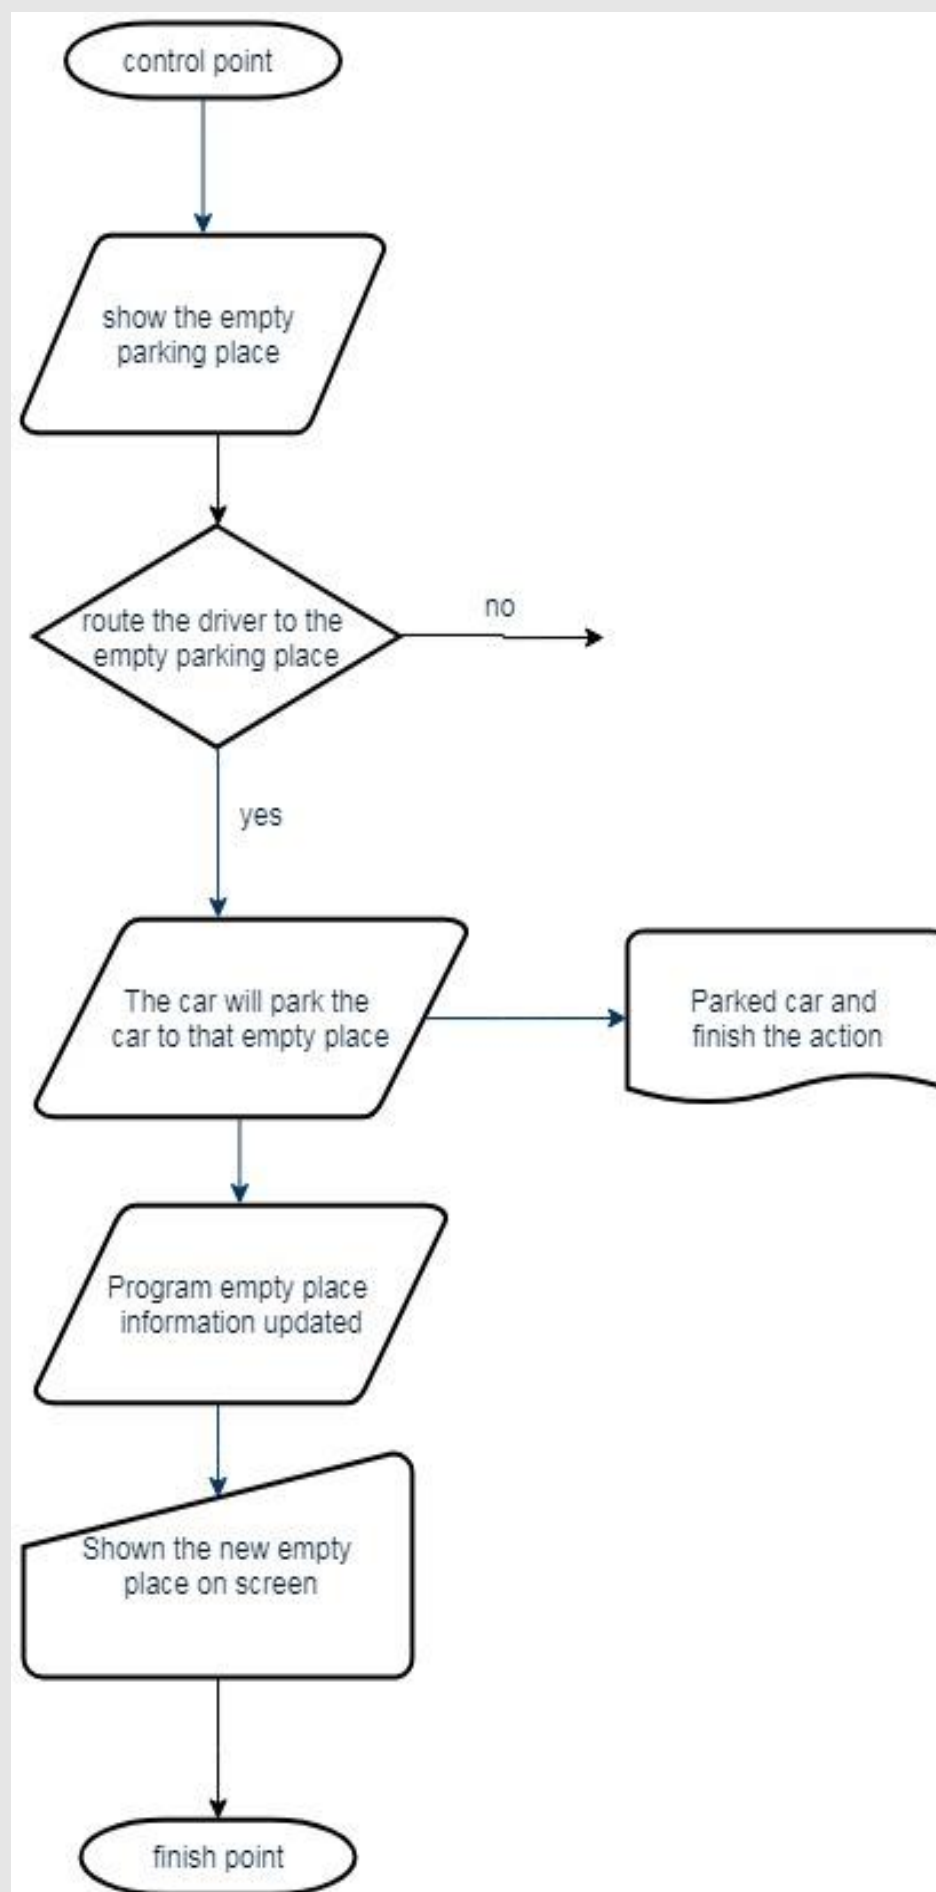 control point
show the empty
parking place
route the driver to the
empty parking place
no
yes
The car will park the
car to that empty place
Parked car and
finish the action
Program empty place
information updated
Shown the new empty
place on screen
finish point